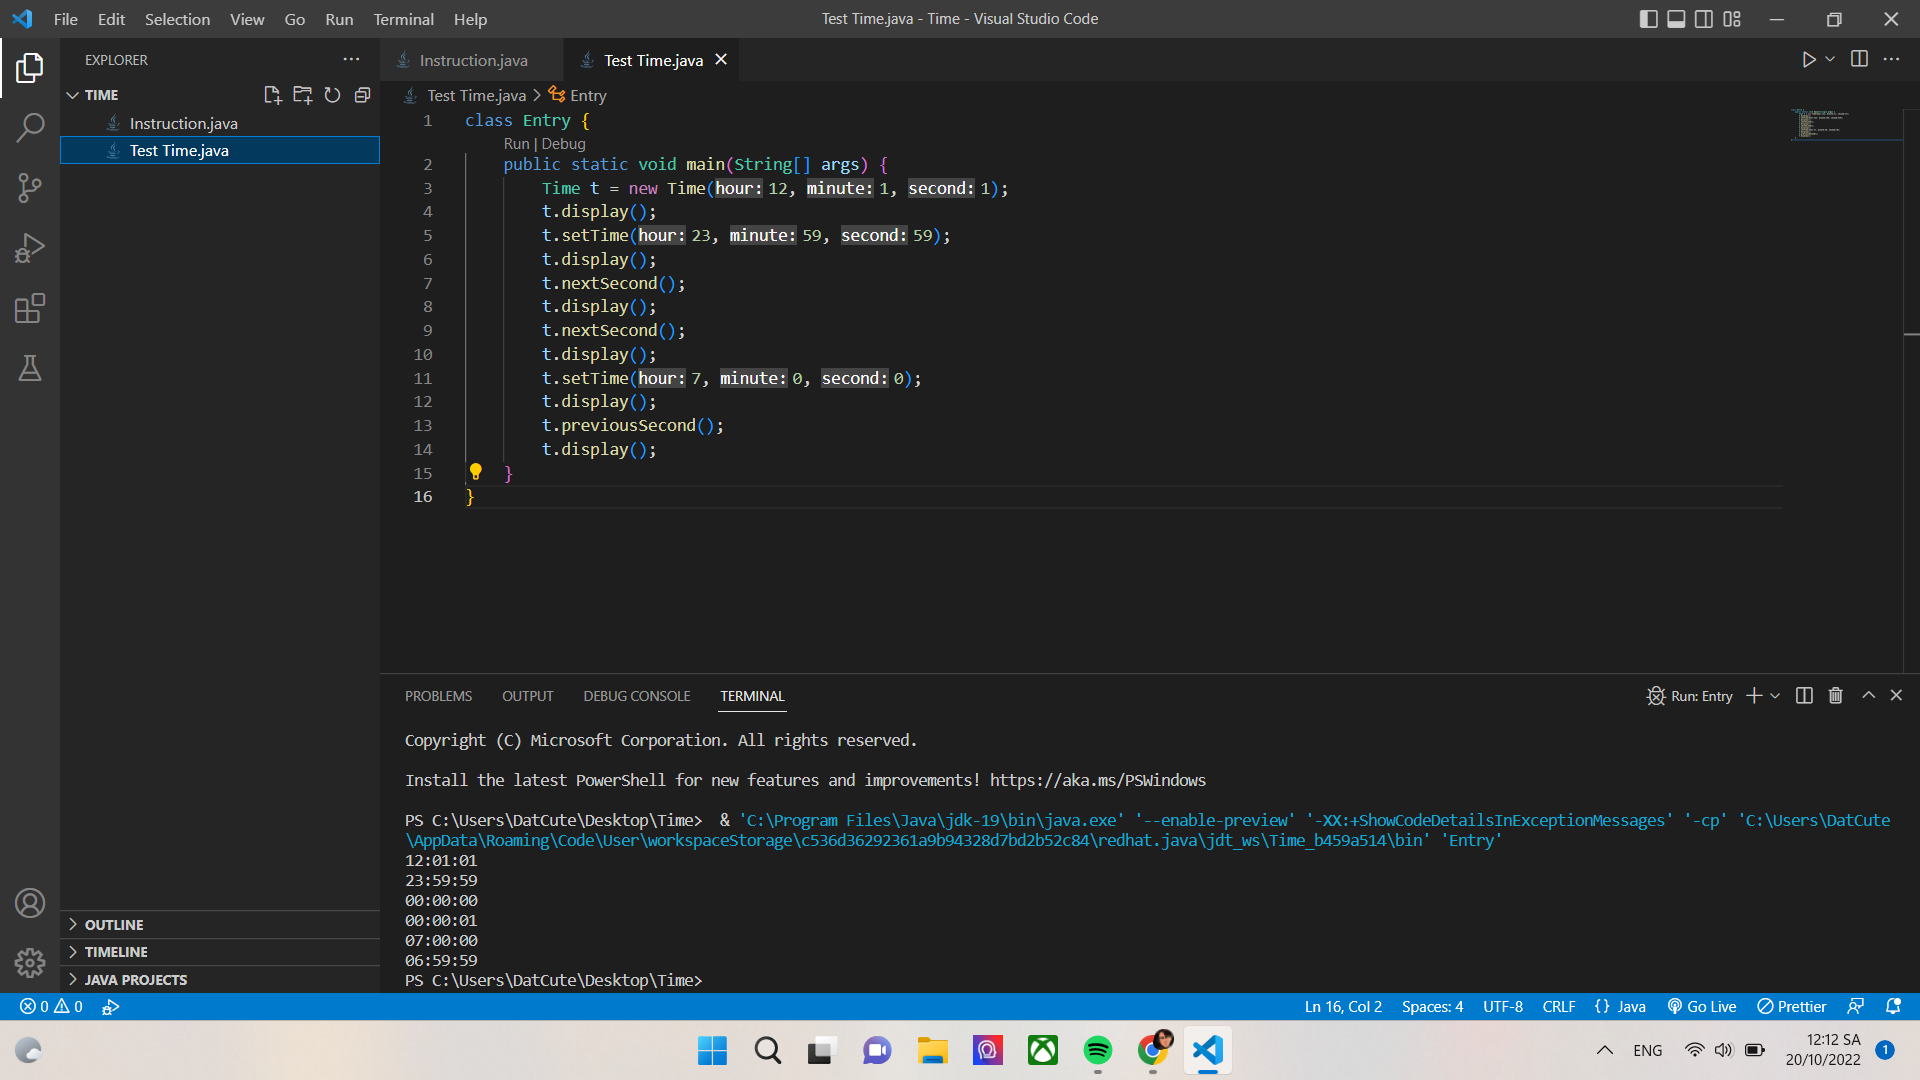 File Edit Selection View Go Run Terminal Help
Test Time.java - Time - Visual Studio Code
EXPLORER
TIME
Instruction.java
Test Time.java
OUTLINE
TIMELINE
JAVA PROJECTS
Instruction.java
Test Time.java
Test Time.java > Entry
1 class Entry {
Run | Debug
2 public static void main(String[] args) {
3 Time t = new Time(hour: 12, minute: 1, second: 1);
4 t.display();
5 t.setTime(hour: 23, minute: 59, second: 59);
6 t.display();
7 t.nextSecond();
8 t.display();
9 t.nextSecond();
10 t.display();
11 t.setTime(hour: 7, minute: 0, second: 0);
12 t.display();
13 t.previousSecond();
14 t.display();
15 }
16 }
PROBLEMS OUTPUT DEBUG CONSOLE TERMINAL
Run: Entry
Copyright (C) Microsoft Corporation. All rights reserved.
Install the latest PowerShell for new features and improvements! https://aka.ms/PSWindows
PS C:\Users\DatCute\Desktop\Time>  & 'C:\Program Files\Java\jdk-19\bin\java.exe' '--enable-preview' '-XX:+ShowCodeDetailsInExceptionMessages' '-cp' 'C:\Users\DatCute
\AppData\Roaming\Code\User\workspaceStorage\c536d36292361a9b94328d7bd2b52c84\redhat.java\jdt_ws\Time_b459a514\bin' 'Entry'
12:01:01
23:59:59
00:00:00
00:00:01
07:00:00
06:59:59
PS C:\Users\DatCute\Desktop\Time>
0 0
Ln 16, Col 2 Spaces: 4 UTF-8 CRLF {} Java Go Live Prettier
ENG
12:12 SA
20/10/2022
1